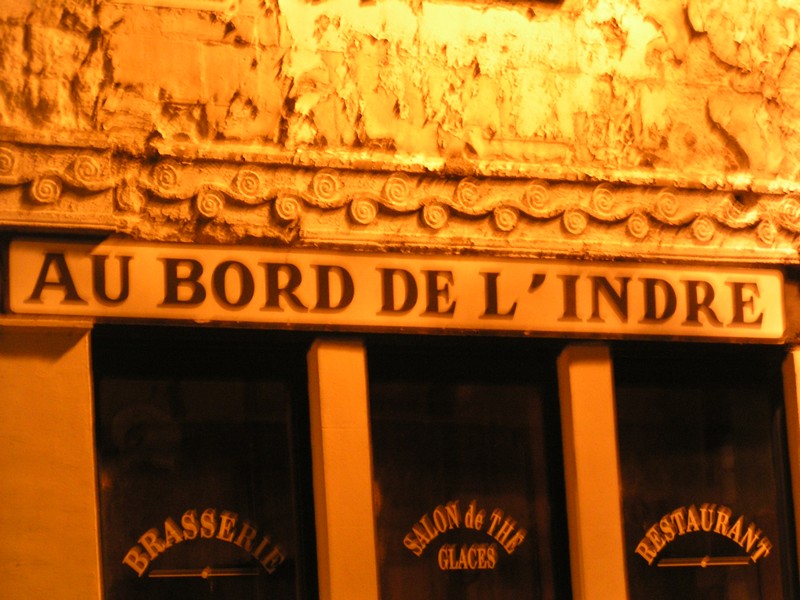 AU BORD DE L'INDRE
BRASSERIE
SALON de THE
GLACES
RESTAURANT